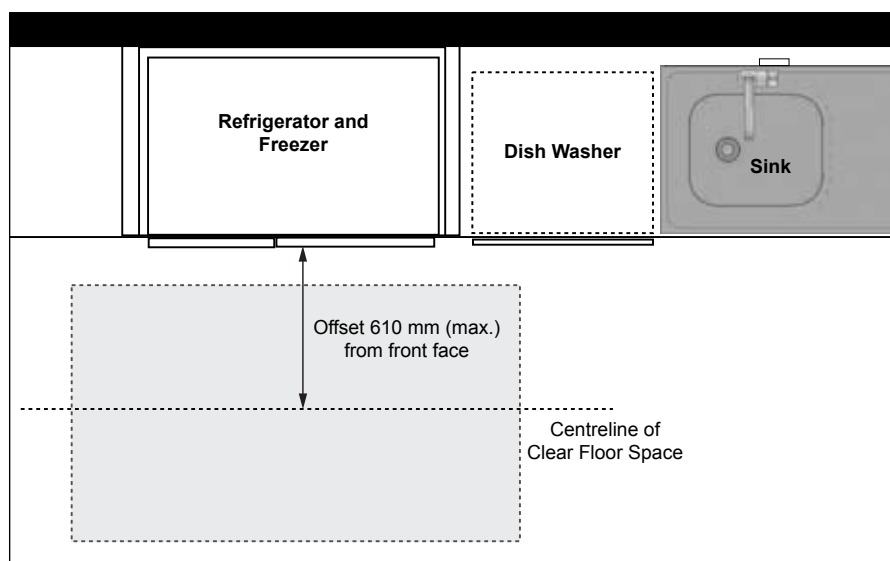 Refrigerator and
Freezer
Dish Washer
Sink
Offset 610 mm (max.)
from front face
Centreline of
Clear Floor Space